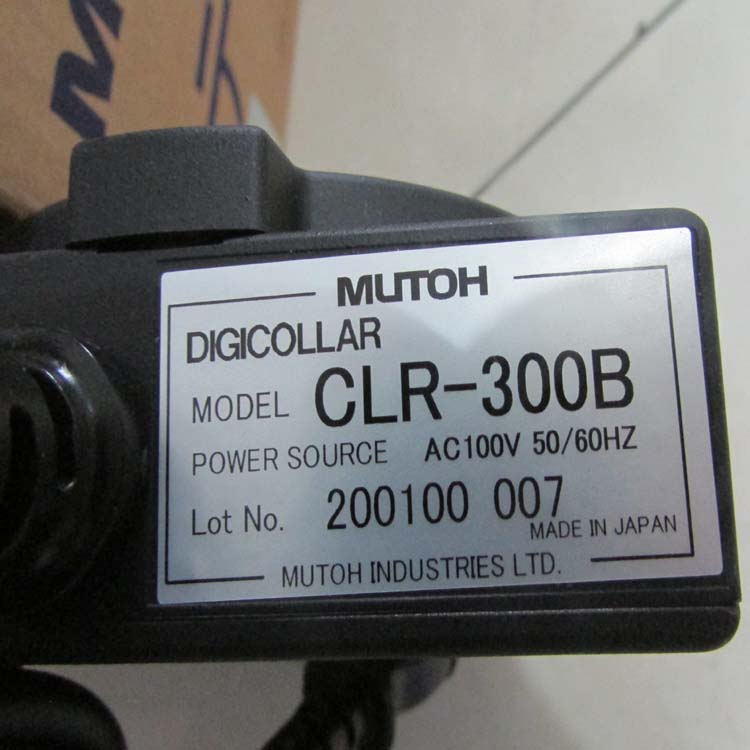 M
MUTOH
DIGICOLLAR
MODEL CLR-300B
POWER SOURCE AC100V 50/60HZ
Lot No. 200100 007
MADE IN JAPAN
MUTOH INDUSTRIES LTD.